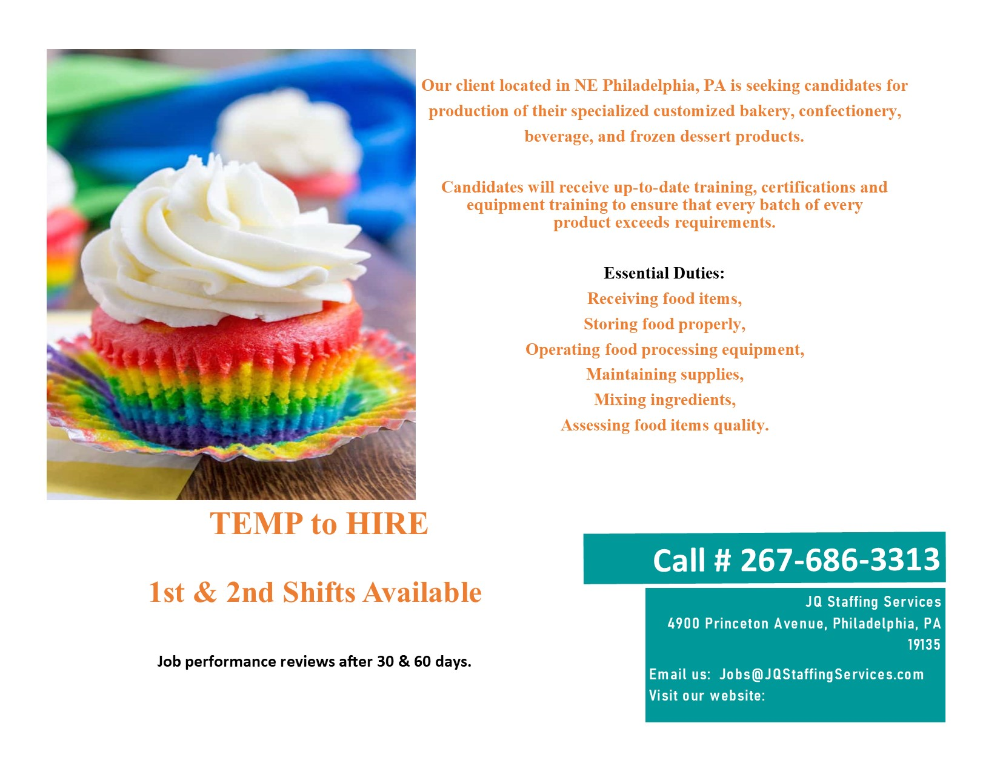 Our client located in NE Philadelphia, PA is seeking candidates for
production of their specialized customized bakery, confectionery,
beverage, and frozen dessert products.
Candidates will receive up-to-date training, certifications and
equipment training to ensure that every batch of every
product exceeds requirements.
Essential Duties:
Receiving food items,
Storing food properly,
Operating food processing equipment,
Maintaining supplies,
Mixing ingredients,
Assessing food items quality.
TEMP to HIRE
1st & 2nd Shifts Available
Job performance reviews after 30 & 60 days.
Call # 267-686-3313
JQ Staffing Services
4900 Princeton Avenue, Philadelphia, PA
19135
Email us: Jobs@JQStaffingServices.com
Visit our website: